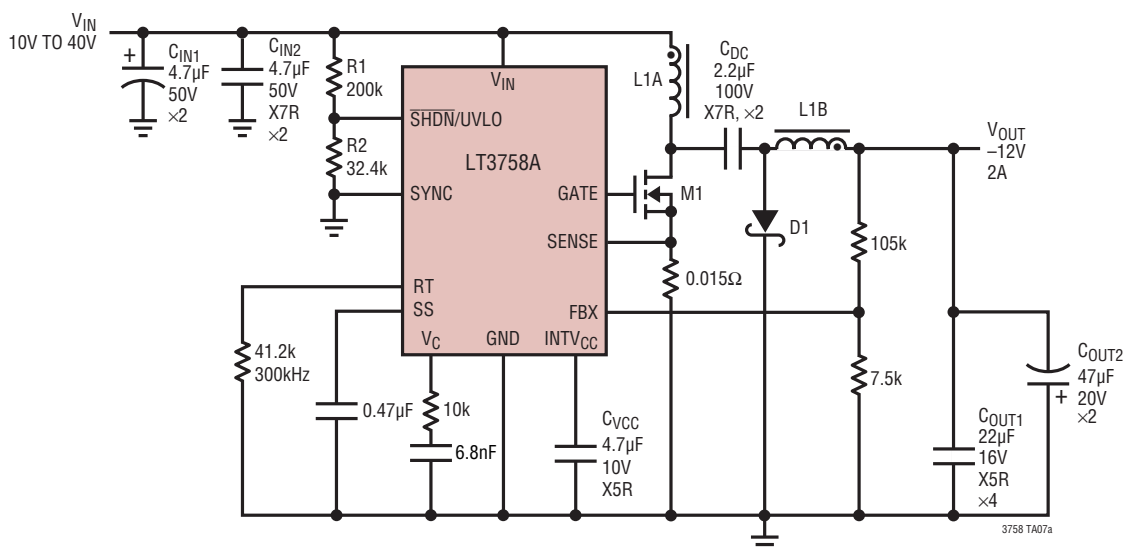 VIN
10V TO 40V
+
CIN1
4.7µF
50V
×2
CIN2
4.7µF
50V
X7R
×2
R1
200k
R2
32.4k
VIN
SHDN/UVLO
LT3758A
SYNC
GATE
SENSE
RT
SS
FBX
VC
GND
INTVCC
L1A
CDC
2.2µF
100V
X7R, ×2
L1B
VOUT
–12V
2A
M1
D1
0.015Ω
105k
7.5k
41.2k
300kHz
0.47µF
10k
6.8nF
CVCC
4.7µF
10V
X5R
COUT1
22µF
16V
X5R
×4
COUT2
47µF
20V
×2
+
3758 TA07a